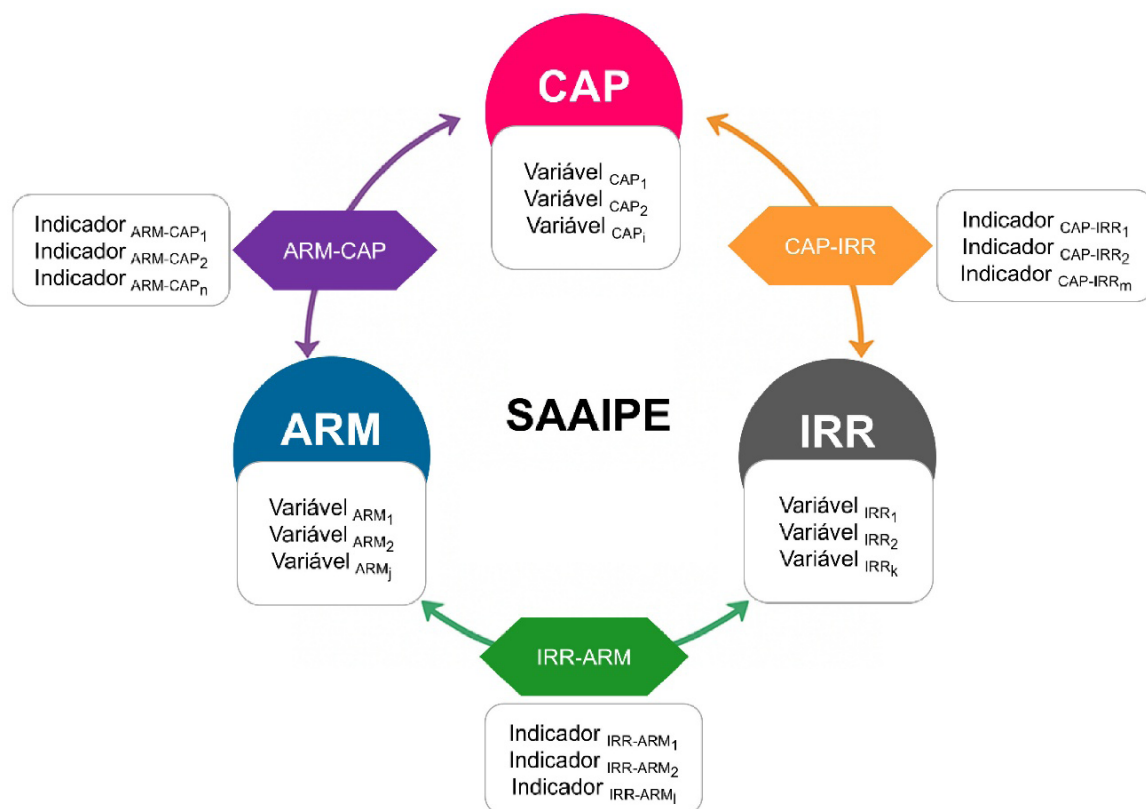 CAP
Variável CAP₁
Variável CAP₂
Variável CAPᵢ
ARM-CAP
Indicador ARM-CAP₁
Indicador ARM-CAP₂
Indicador ARM-CAPₙ
CAP-IRR
Indicador CAP-IRR₁
Indicador CAP-IRR₂
Indicador CAP-IRRₘ
ARM
Variável ARM₁
Variável ARM₂
Variável ARMⱼ
SAAIPE
IRR
Variável IRR₁
Variável IRR₂
Variável IRRₖ
IRR-ARM
Indicador IRR-ARM₁
Indicador IRR-ARM₂
Indicador IRR-ARMₗ